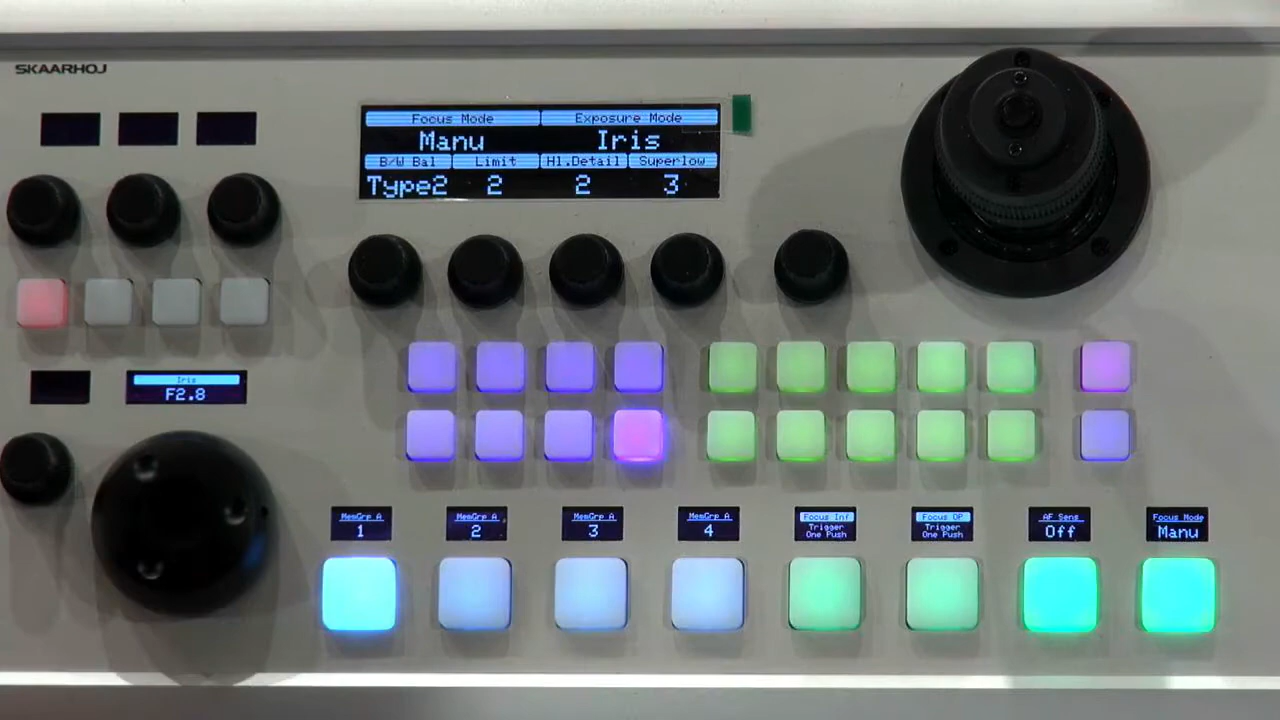 SKAARHOJ
Focus Mode Exposure Mode
Manu Iris
B/W Bal Limit Hl.Detail Superlow
Type2 2 2 3
Iris
F2.8
MemGrp A MemGrp A MemGrp A MemGrp A Focus Inf Focus OP AF Sens Focus Mode
1 2 3 4 Trigger Trigger Off Manu
One Push One Push